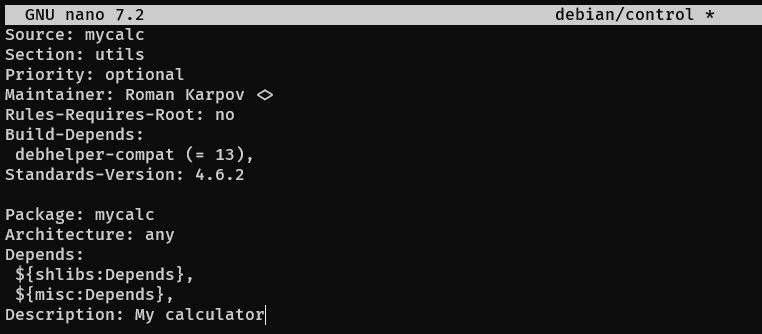 GNU nano 7.2 debian/control *
Source: mycalc
Section: utils
Priority: optional
Maintainer: Roman Karpov <>
Rules-Requires-Root: no
Build-Depends:
 debhelper-compat (= 13),
Standards-Version: 4.6.2

Package: mycalc
Architecture: any
Depends:
 ${shlibs:Depends},
 ${misc:Depends},
Description: My calculator